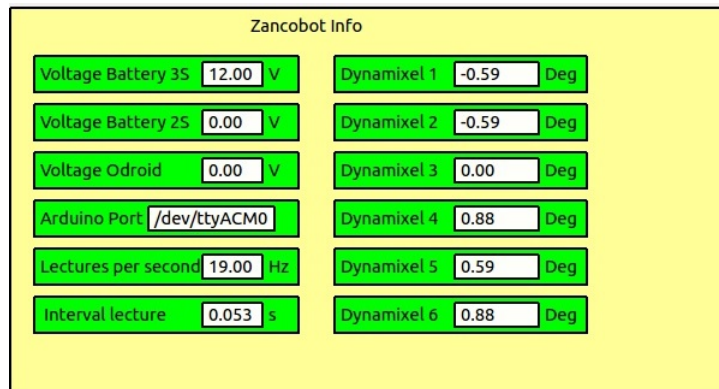 Zancobot Info
Voltage Battery 3S 12.00 V
Voltage Battery 2S 0.00 V
Voltage Odroid 0.00 V
Arduino Port /dev/ttyACM0
Lectures per second 19.00 Hz
Interval lecture 0.053 s
Dynamixel 1 -0.59 Deg
Dynamixel 2 -0.59 Deg
Dynamixel 3 0.00 Deg
Dynamixel 4 0.88 Deg
Dynamixel 5 0.59 Deg
Dynamixel 6 0.88 Deg